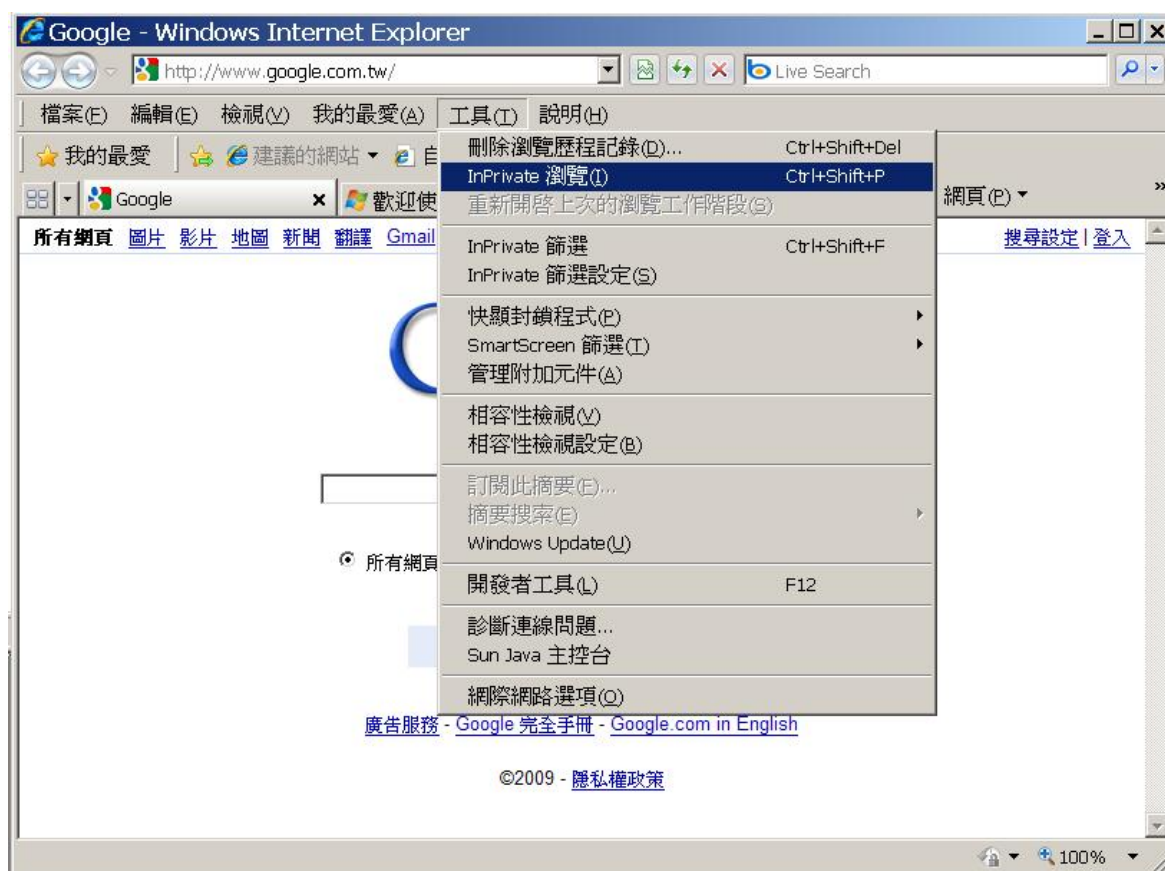 Google - Windows Internet Explorer
http://www.google.com.tw/ Live Search
檔案(F) 編輯(E) 檢視(V) 我的最愛(A) 工具(T) 說明(H)
我的最愛 建議的網站 自
Google 歡迎使 網頁(P)
所有網頁 圖片 影片 地圖 新聞 翻譯 Gmail 搜尋設定 | 登入
刪除瀏覽歷程記錄(D)... Ctrl+Shift+Del
InPrivate 瀏覽(I) Ctrl+Shift+P
重新開啟上次的瀏覽工作階段(S)
InPrivate 篩選 Ctrl+Shift+F
InPrivate 篩選設定(S)
快顯封鎖程式(P)
SmartScreen 篩選(T)
管理附加元件(A)
相容性檢視(V)
相容性檢視設定(B)
訂閱此摘要(F)...
摘要搜索(E)
Windows Update(U)
開發者工具(L) F12
診斷連線問題...
Sun Java 主控台
網際網路選項(O)
所有網頁
廣告服務 - Google 完全手冊 - Google.com in English
©2009 - 隱私權政策
100%